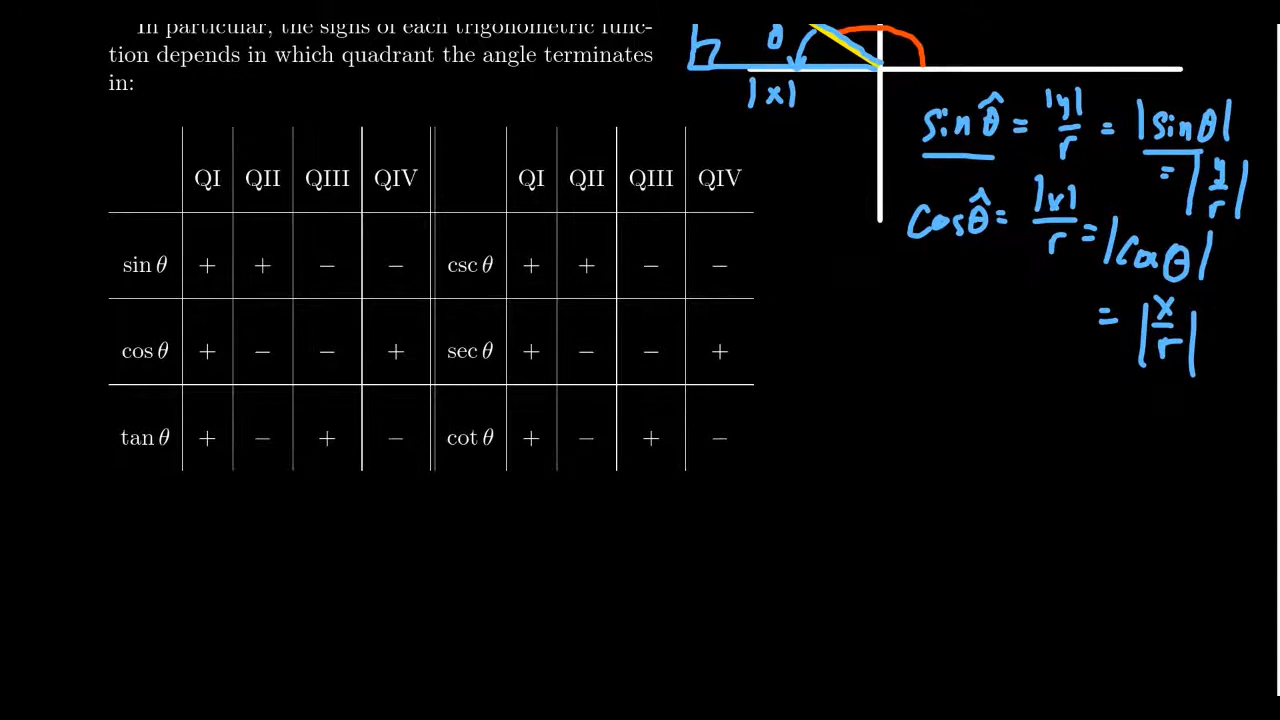 In particular, the signs of each trigonometric func-
tion depends in which quadrant the angle terminates
in:
QI QII QIII QIV QI QII QIII QIV
sin θ + + − − csc θ + + − −
cos θ + − − + sec θ + − − +
tan θ + − + − cot θ + − + −
θ
|x|
sin θ̂ = |y|/r = |sin θ|
= |y/r|
cos θ̂ = |x|/r = |cos θ|
= |x/r|